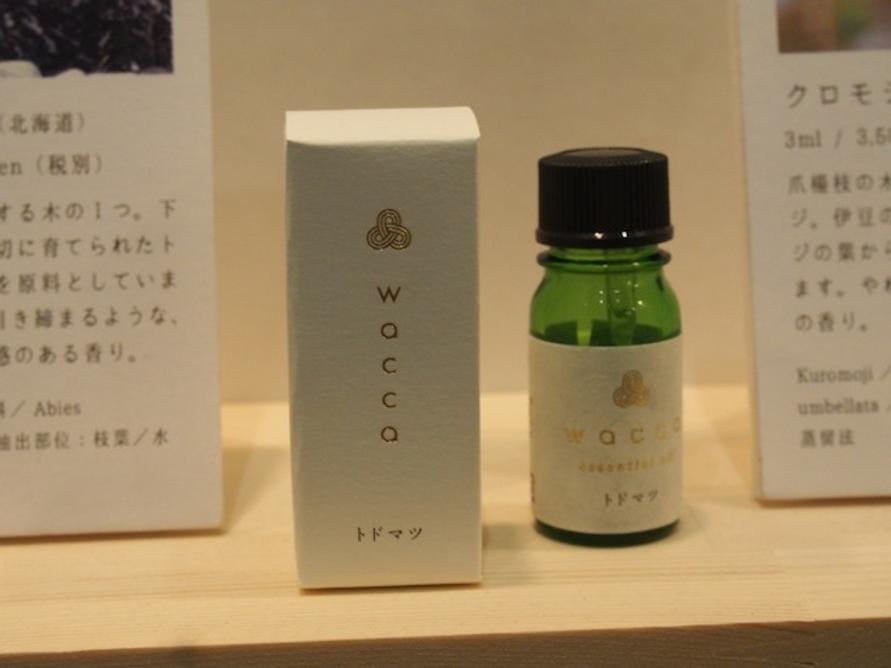 （北海道）
en（税別）
する木の１つ。下
切に育てられたト
を原料としていま
引き締まるような、
感のある香り。
／Abies
抽出部位：枝葉／水
wacca
トドマツ
wacca
essential oil
トドマツ
クロモジ
3ml / 3,5
爪楊枝の木
ジ。伊豆の
ジの葉から
ます。やわ
の香り。
Kuromoji／
umbellata
蒸留法